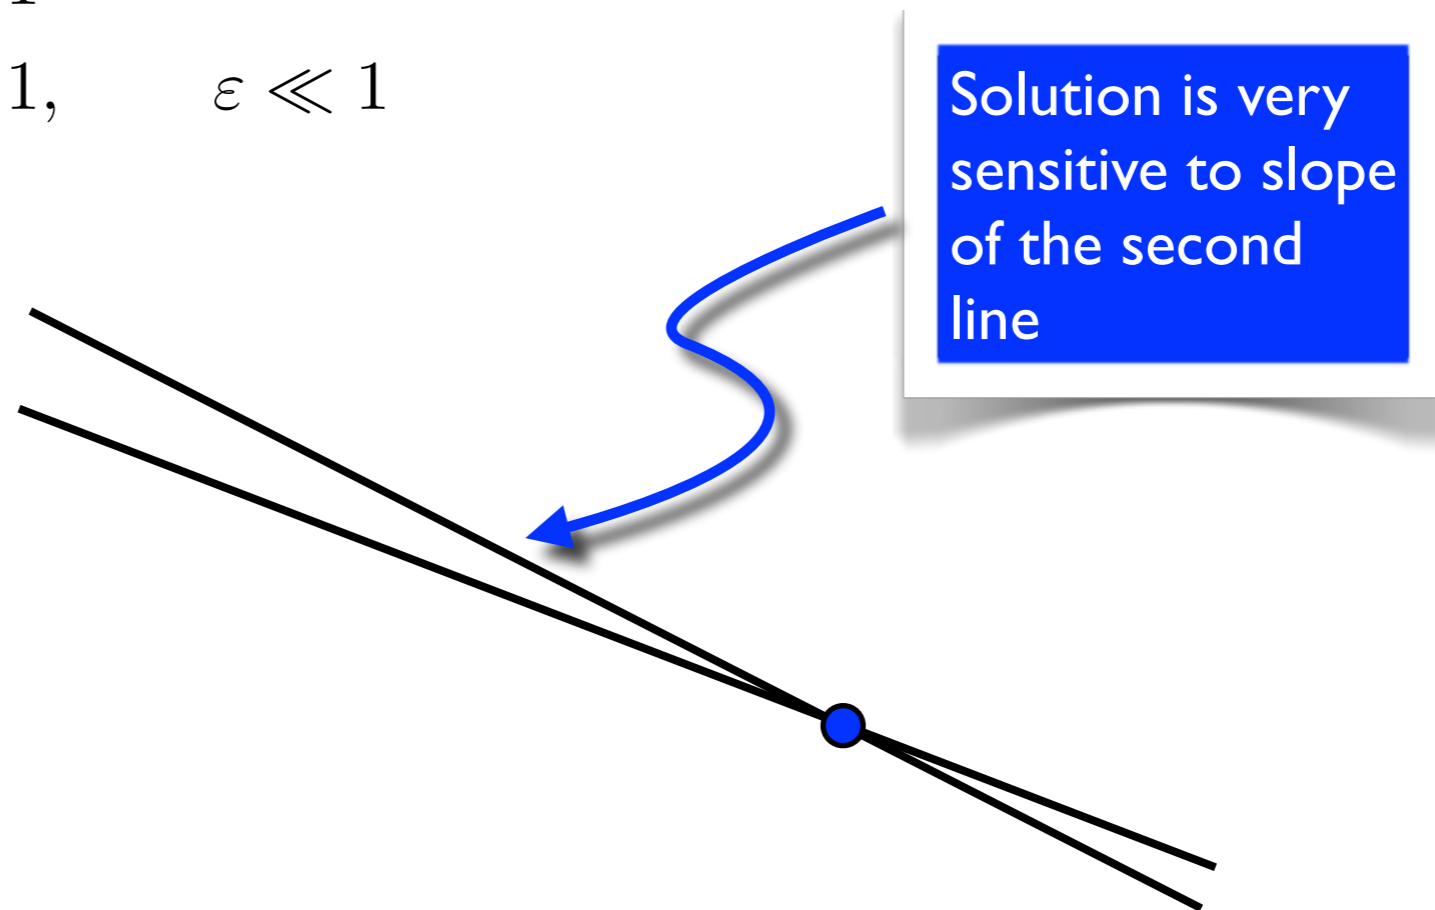 1, ε ≪ 1
Solution is very
sensitive to slope
of the second
line